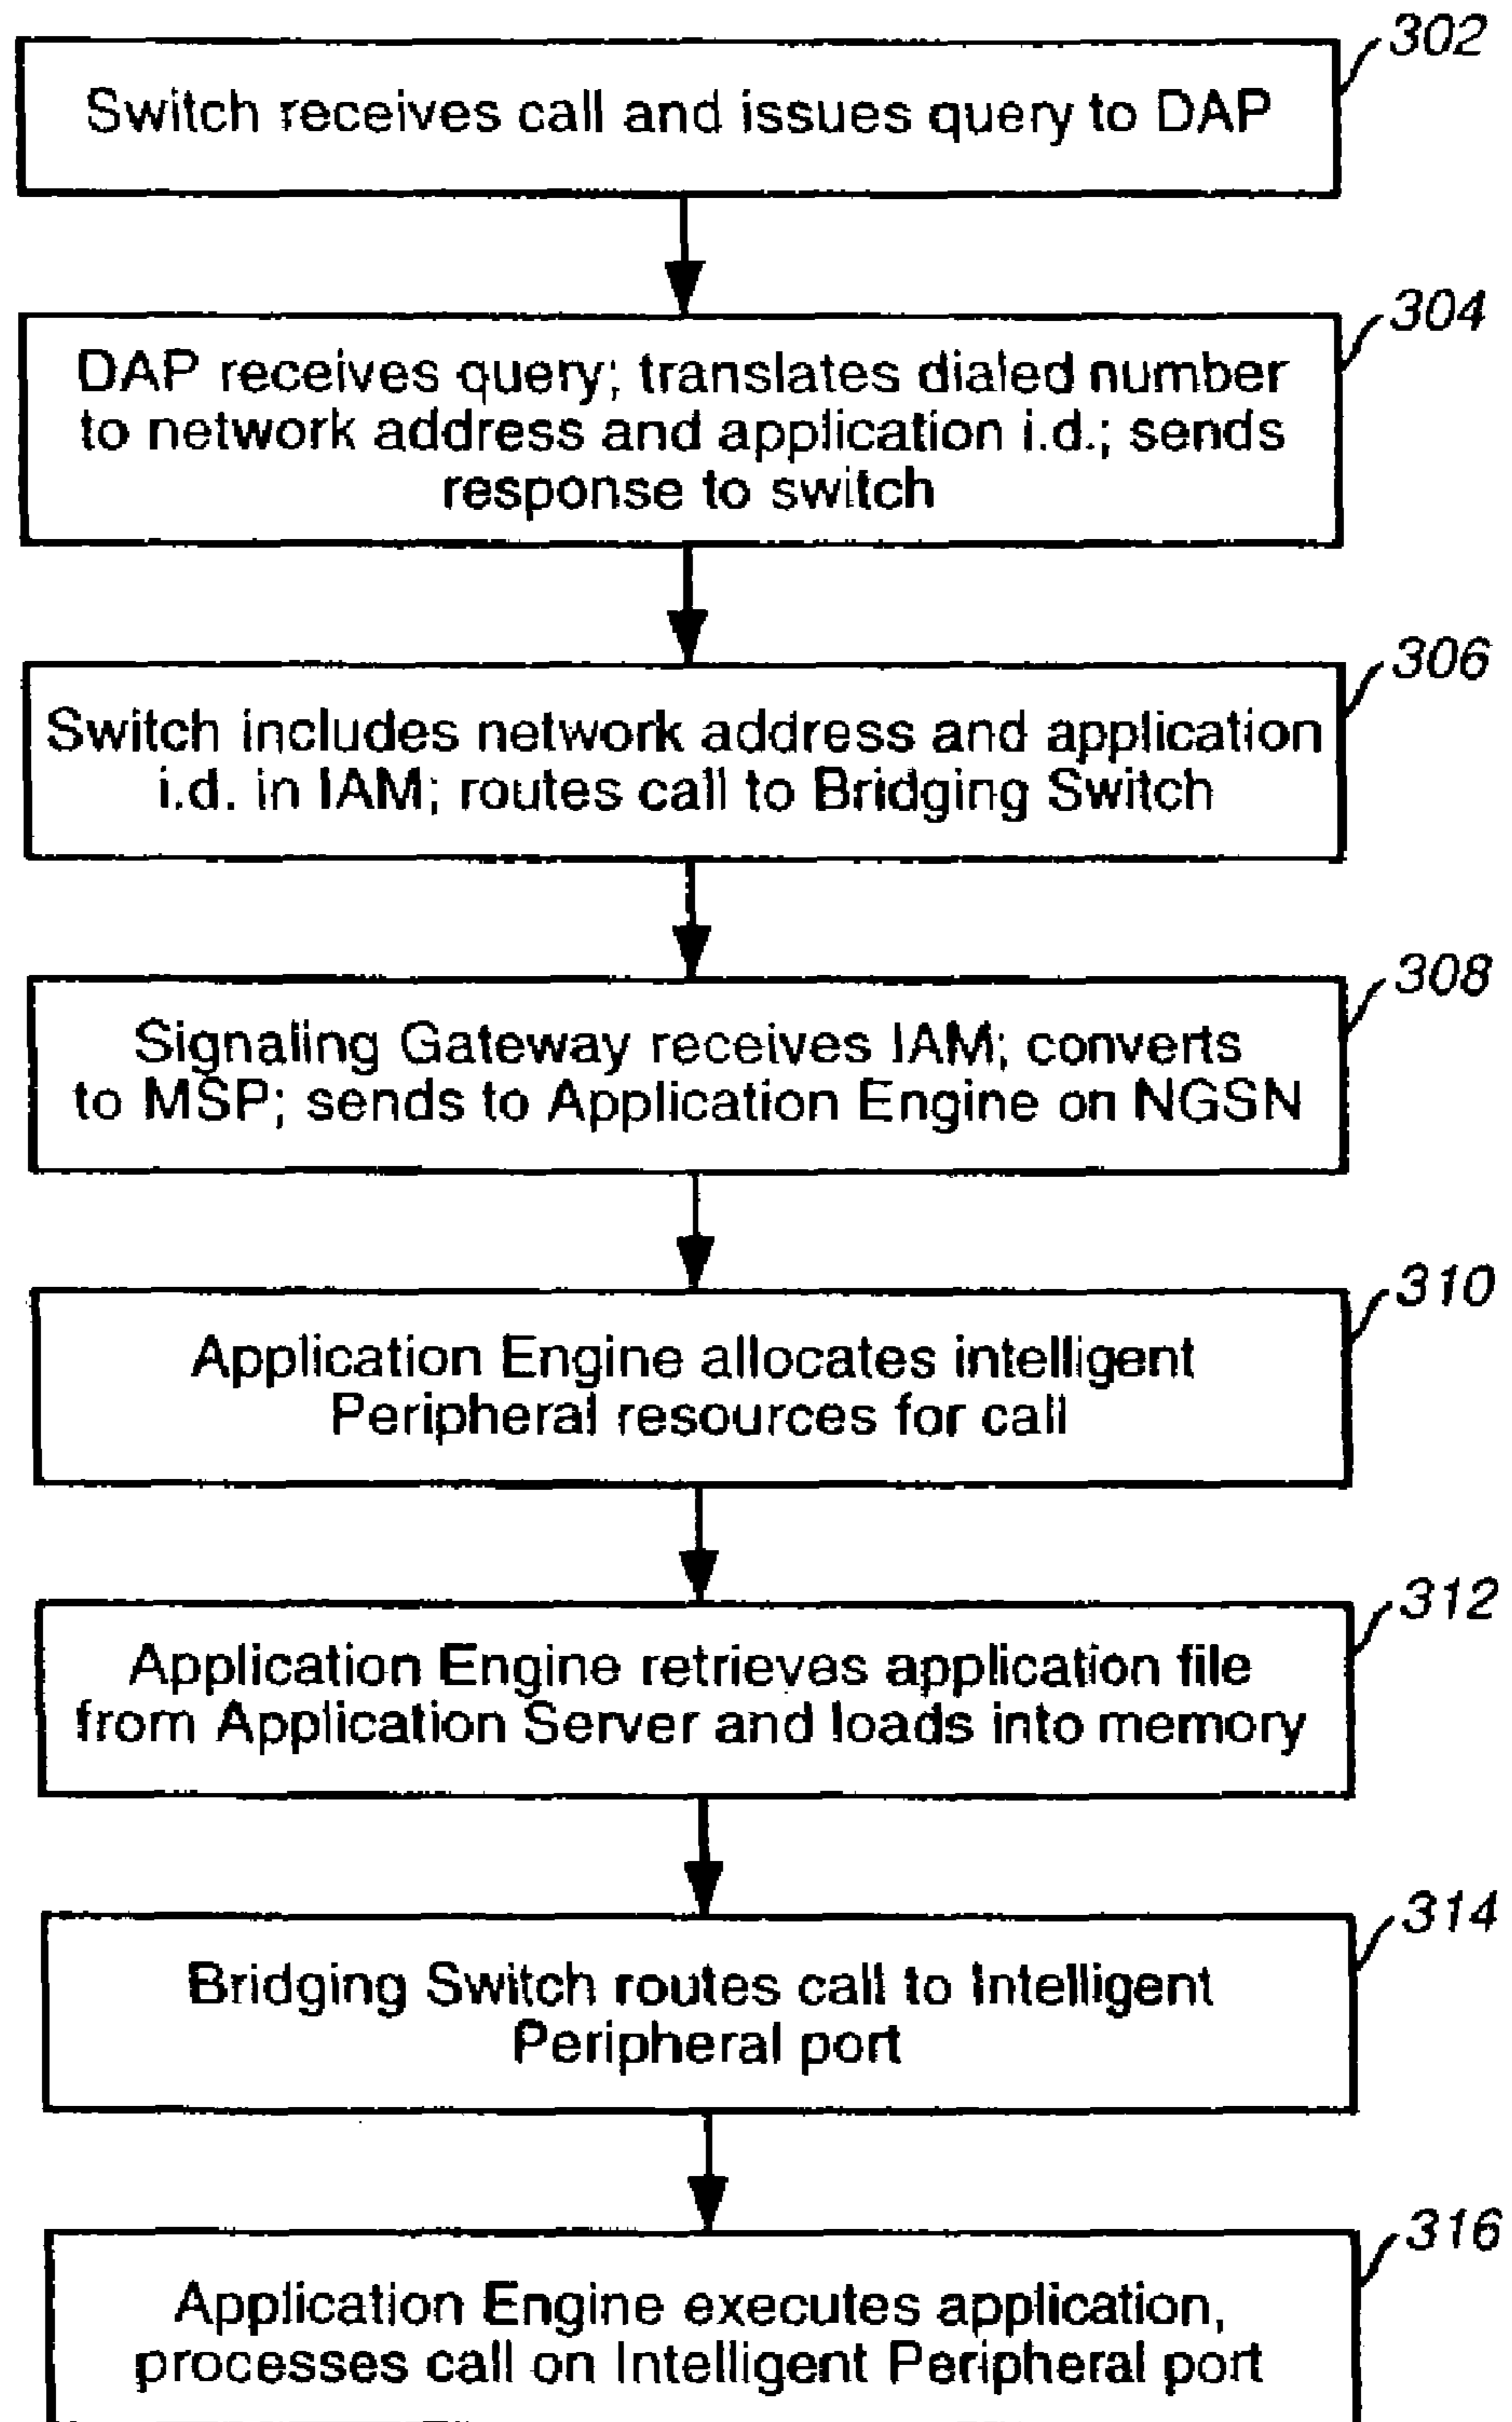 302
Switch receives call and issues query to DAP
304
DAP receives query; translates dialed number
to network address and application i.d.; sends
response to switch
306
Switch includes network address and application
i.d. in IAM; routes call to Bridging Switch
308
Signaling Gateway receives IAM; converts
to MSP; sends to Application Engine on NGSN
310
Application Engine allocates intelligent
Peripheral resources for call
312
Application Engine retrieves application file
from Application Server and loads into memory
314
Bridging Switch routes call to Intelligent
Peripheral port
316
Application Engine executes application,
processes call on Intelligent Peripheral port